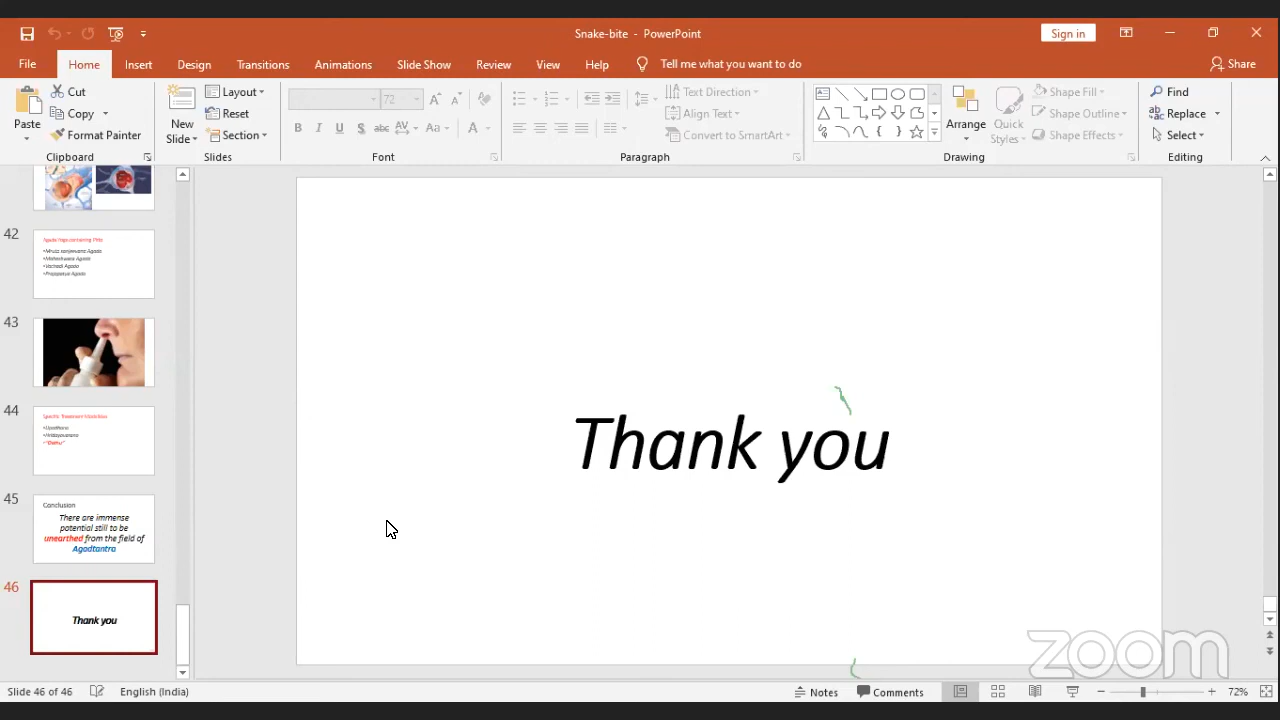 Snake-bite - PowerPoint
Sign in
File Home Insert Design Transitions Animations Slide Show Review View Help Tell me what you want to do Share
Paste
Cut
Copy
Format Painter
Clipboard
New Slide
Layout
Reset
Section
Slides
72
Font
Text Direction
Align Text
Convert to SmartArt
Paragraph
Arrange
Quick Styles
Shape Fill
Shape Outline
Shape Effects
Drawing
Find
Replace
Select
Editing
42
43
44
45
Conclusion
There are immense
potential still to be
unearthed from the field of
Agadtantra
46
Thank you
Thank you
zoom
Slide 46 of 46 English (India) Notes Comments 72%